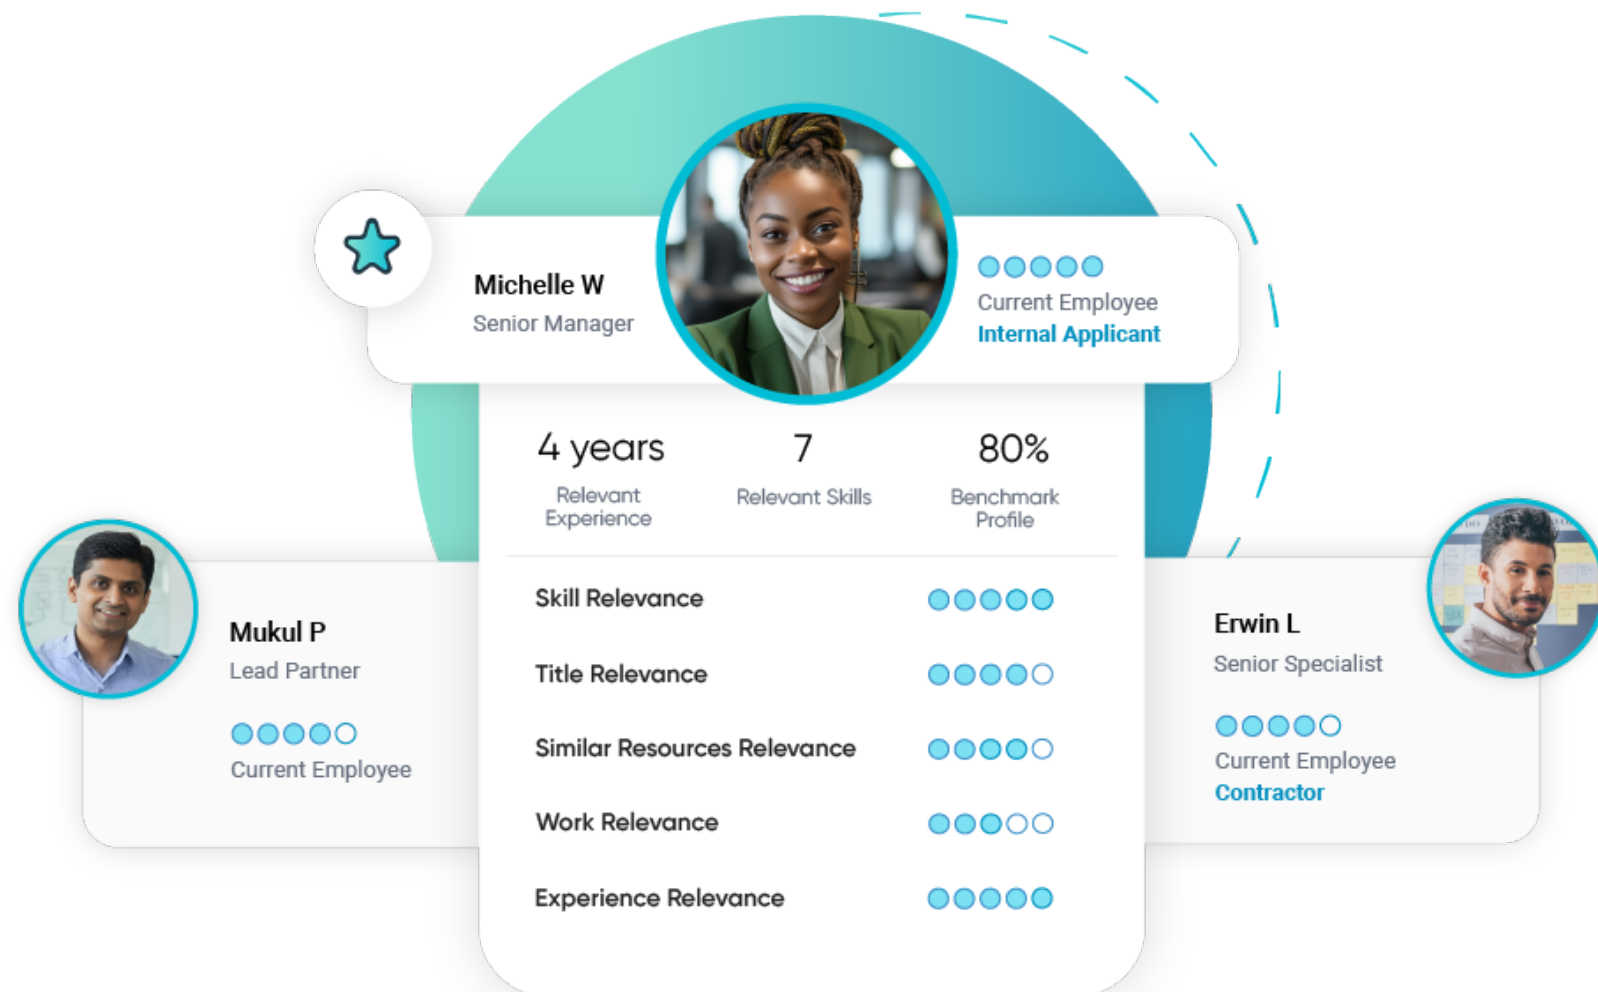 Michelle W
Senior Manager
Current Employee
Internal Applicant
4 years
Relevant
Experience
7
Relevant Skills
80%
Benchmark
Profile
Skill Relevance
Title Relevance
Similar Resources Relevance
Work Relevance
Experience Relevance
Mukul P
Lead Partner
Current Employee
Erwin L
Senior Specialist
Current Employee
Contractor